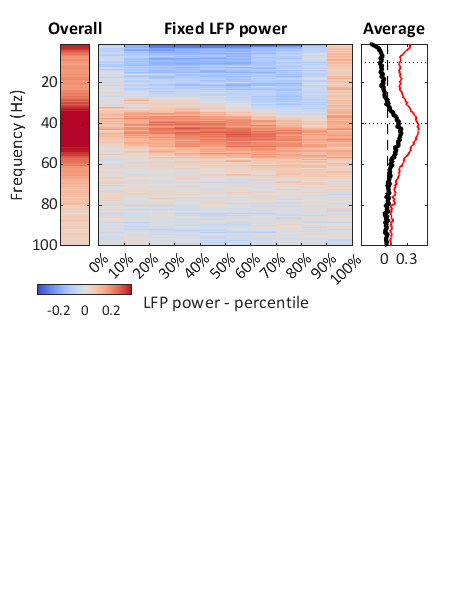 Overall Fixed LFP power Average
Frequency (Hz)
20
40
60
80
100
0% 10% 20% 30% 40% 50% 60% 70% 80% 90% 100%
0 0.3
-0.2 0 0.2
LFP power - percentile